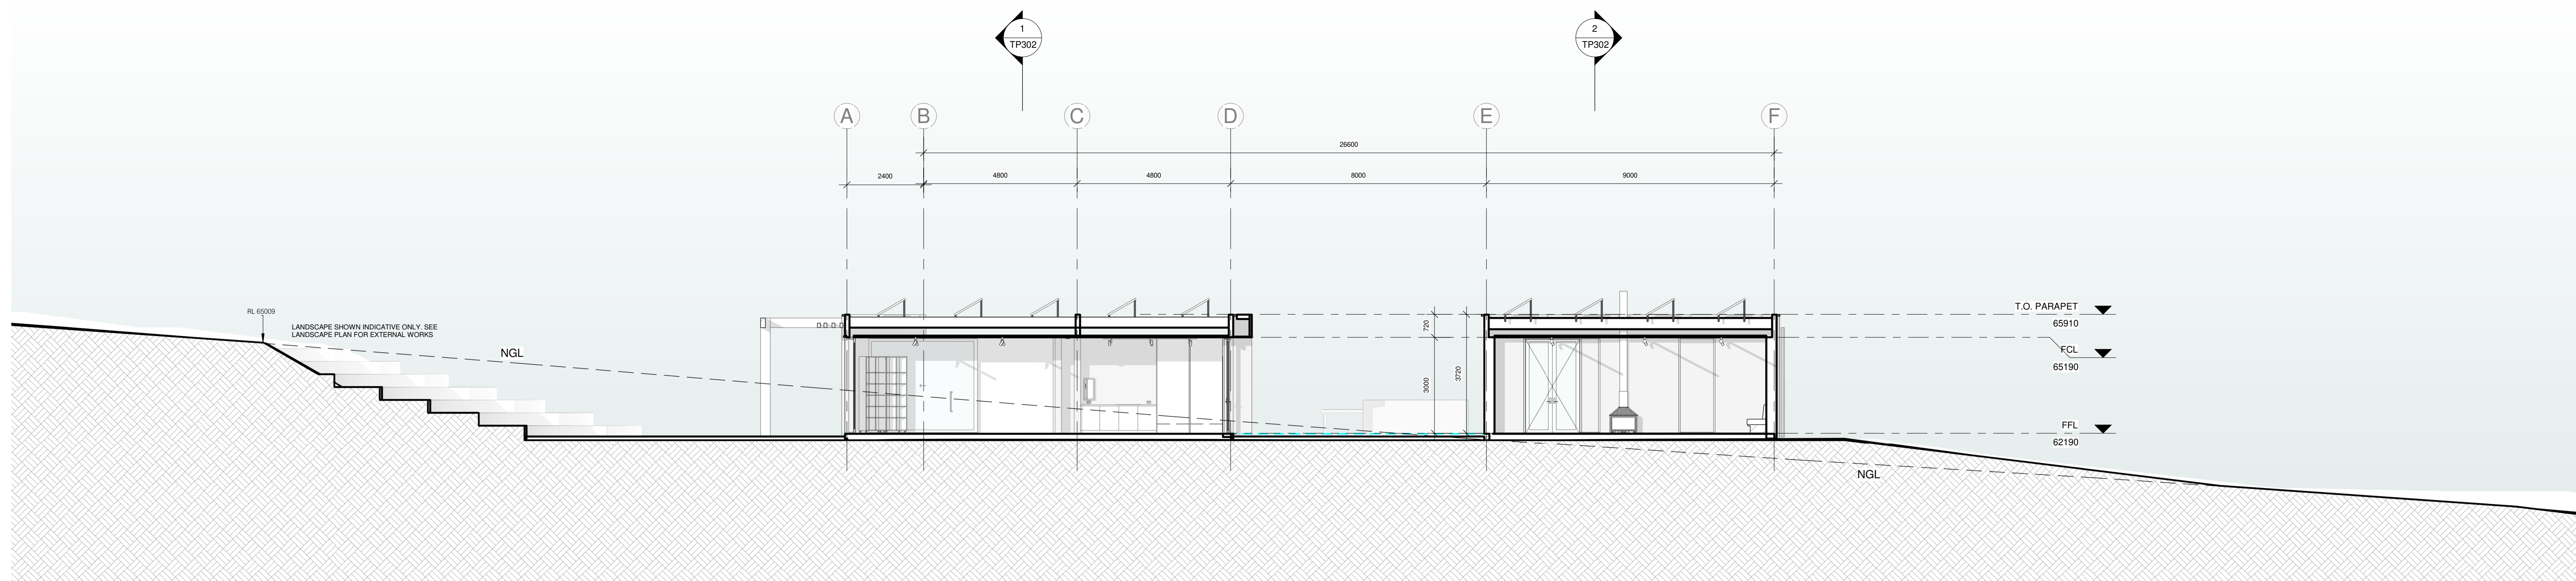 1
TP302
2
TP302
A
B
C
D
E
F
26600
2400
4800
4800
8000
9000
RL 65009
LANDSCAPE SHOWN INDICATIVE ONLY. SEE
LANDSCAPE PLAN FOR EXTERNAL WORKS
NGL
720
3000
3720
T.O. PARAPET
65910
FCL
65190
FFL
62190
NGL